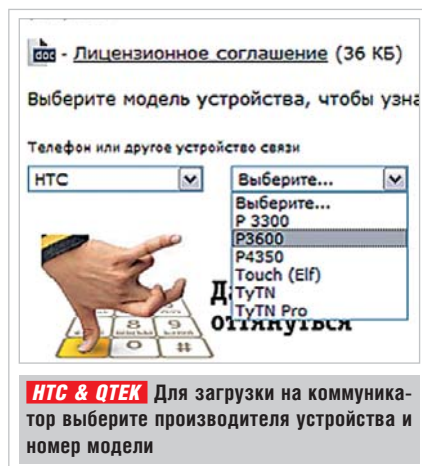 doc - Лицензионное соглашение (36 КБ)
Выберите модель устройства, чтобы узна
Телефон или другое устройство связи
HTC Выберите...
Выберите...
P 3300
P3600
P4350
Touch (Elf)
TyTN
TyTN Pro
оттянуться
8 9
0 #
HTC & QTEK Для загрузки на коммуника-
тор выберите производителя устройства и
номер модели